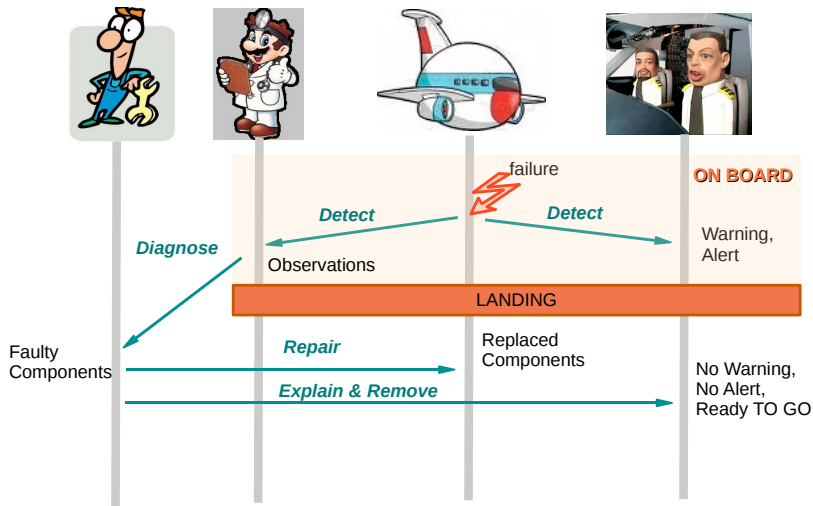 failure
ON BOARD
Detect
Detect
Warning,
Alert
Diagnose
Observations
LANDING
Faulty
Components
Repair
Replaced
Components
Explain & Remove
No Warning,
No Alert,
Ready TO GO